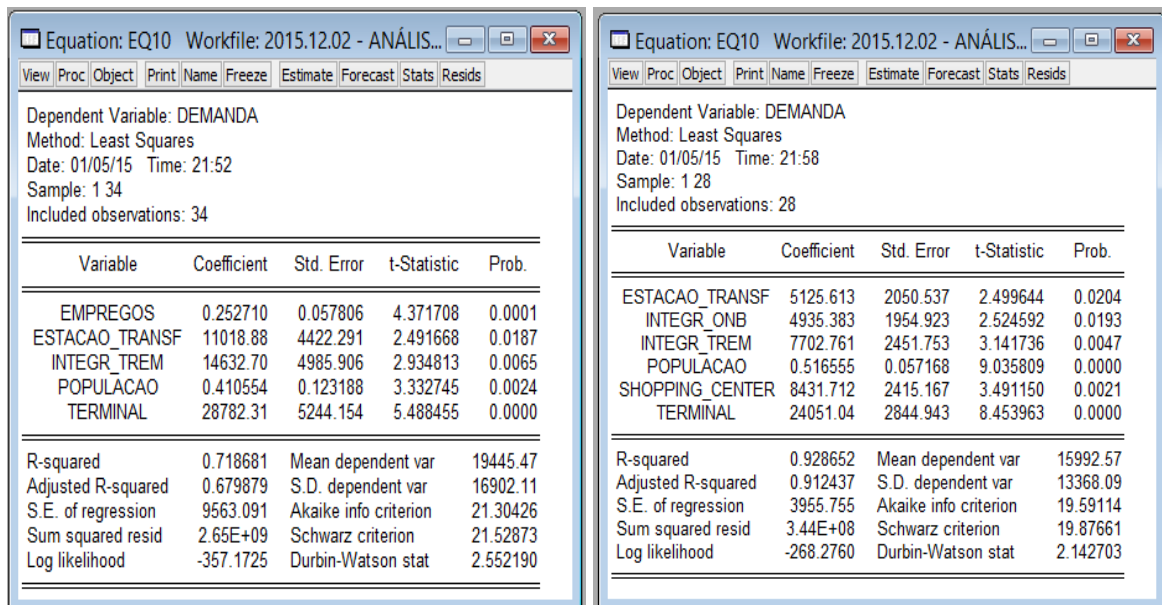 Equation: EQ10 Workfile: 2015.12.02 - ANÁLIS...
View Proc Object Print Name Freeze Estimate Forecast Stats Resids
Dependent Variable: DEMANDA
Method: Least Squares
Date: 01/05/15 Time: 21:52
Sample: 1 34
Included observations: 34
Variable Coefficient Std. Error t-Statistic Prob.
EMPREGOS 0.252710 0.057806 4.371708 0.0001
ESTACAO_TRANSF 11018.88 4422.291 2.491668 0.0187
INTEGR_TREM 14632.70 4985.906 2.934813 0.0065
POPULACAO 0.410554 0.123188 3.332745 0.0024
TERMINAL 28782.31 5244.154 5.488455 0.0000
R-squared 0.718681 Mean dependent var 19445.47
Adjusted R-squared 0.679879 S.D. dependent var 16902.11
S.E. of regression 9563.091 Akaike info criterion 21.30426
Sum squared resid 2.65E+09 Schwarz criterion 21.52873
Log likelihood -357.1725 Durbin-Watson stat 2.552190
Equation: EQ10 Workfile: 2015.12.02 - ANÁLIS...
View Proc Object Print Name Freeze Estimate Forecast Stats Resids
Dependent Variable: DEMANDA
Method: Least Squares
Date: 01/05/15 Time: 21:58
Sample: 1 28
Included observations: 28
Variable Coefficient Std. Error t-Statistic Prob.
ESTACAO_TRANSF 5125.613 2050.537 2.499644 0.0204
INTEGR_ONB 4935.383 1954.923 2.524592 0.0193
INTEGR_TREM 7702.761 2451.753 3.141736 0.0047
POPULACAO 0.516555 0.057168 9.035809 0.0000
SHOPPING_CENTER 8431.712 2415.167 3.491150 0.0021
TERMINAL 24051.04 2844.943 8.453963 0.0000
R-squared 0.928652 Mean dependent var 15992.57
Adjusted R-squared 0.912437 S.D. dependent var 13368.09
S.E. of regression 3955.755 Akaike info criterion 19.59114
Sum squared resid 3.44E+08 Schwarz criterion 19.87661
Log likelihood -268.2760 Durbin-Watson stat 2.142703